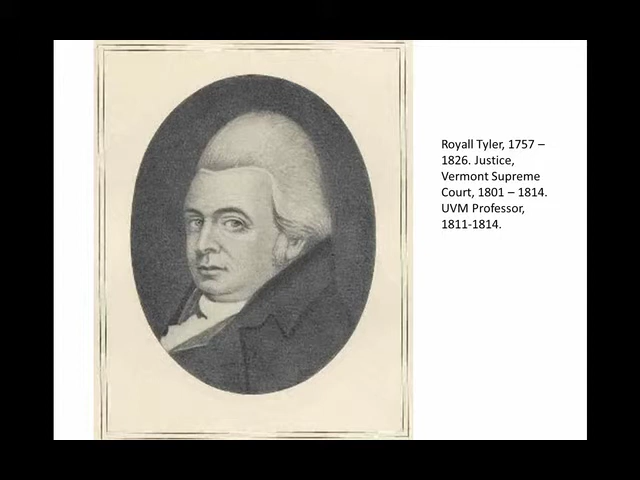 Royall Tyler, 1757 –
1826. Justice,
Vermont Supreme
Court, 1801 – 1814.
UVM Professor,
1811-1814.